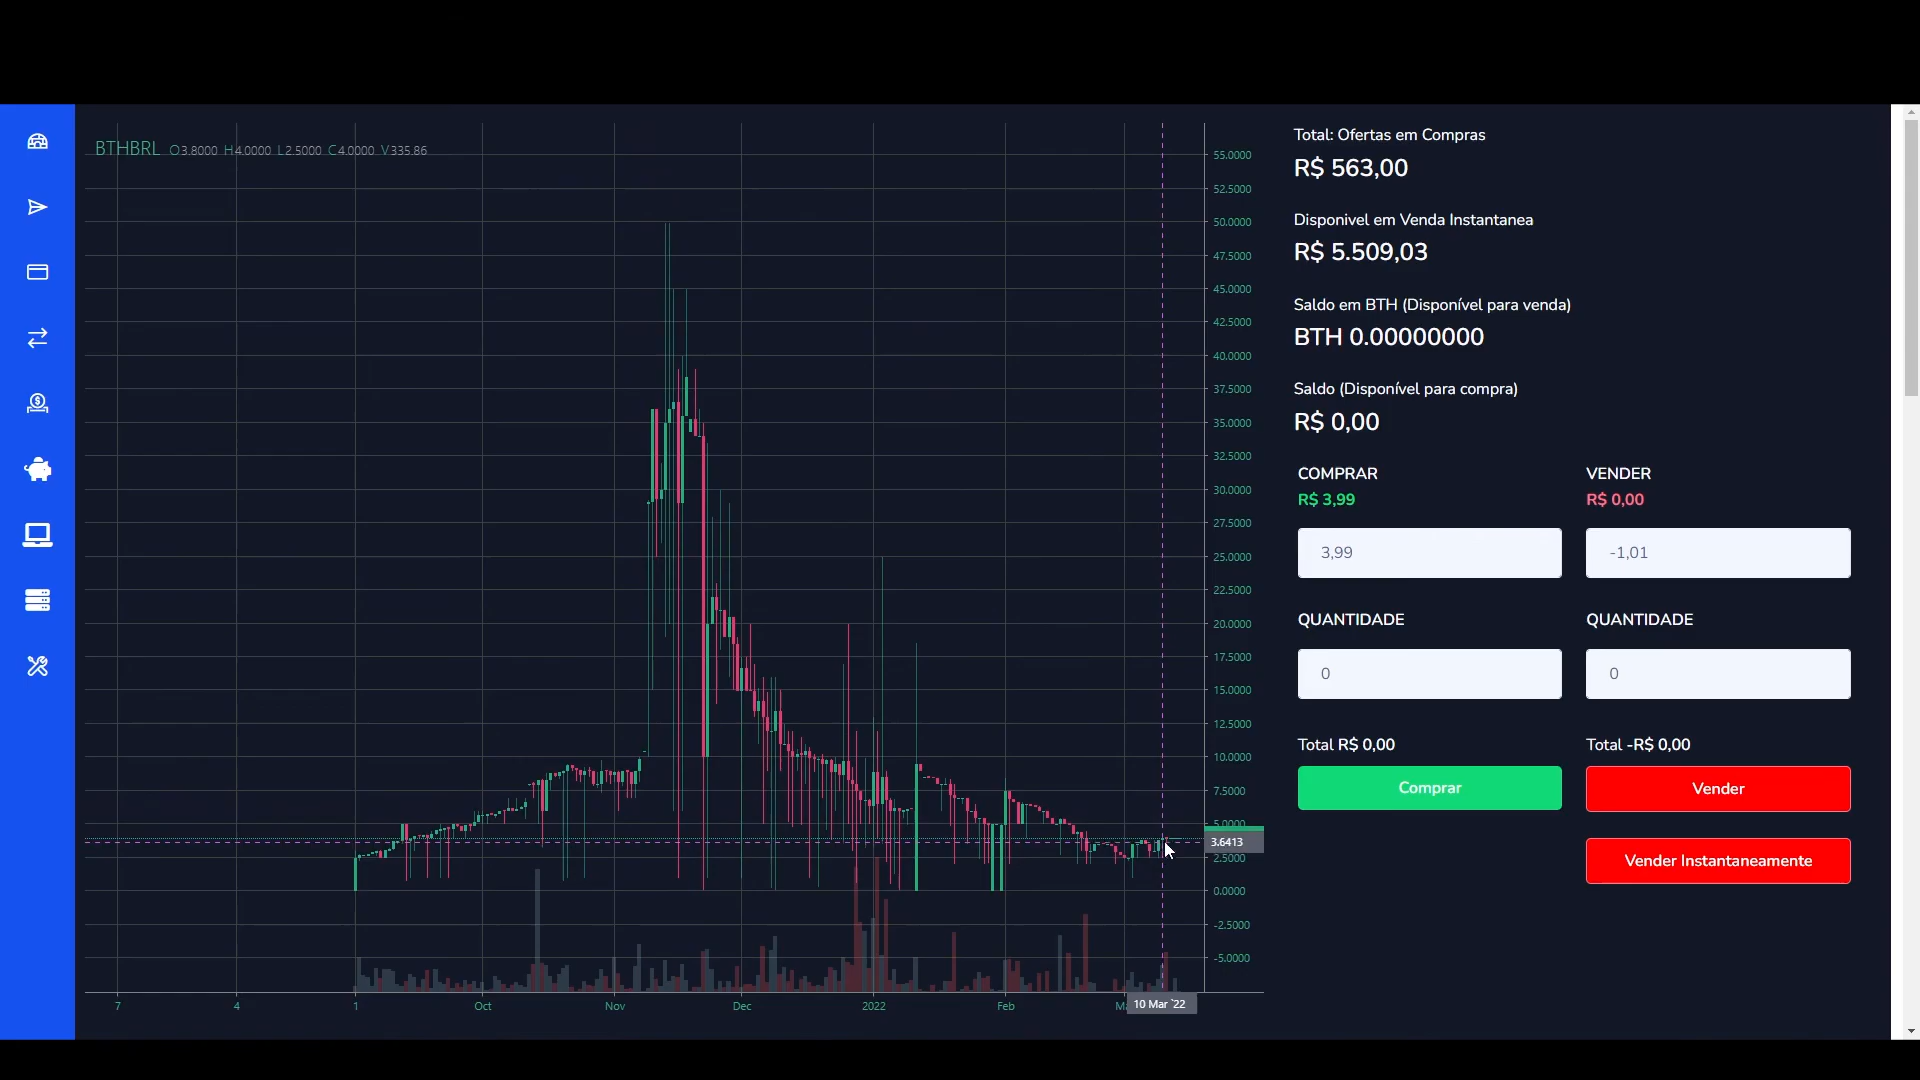 BTHBRL O3.8000 H4.0000 L2.5000 C4.0000 V335.86
55.0000
52.5000
50.0000
47.5000
45.0000
42.5000
40.0000
37.5000
35.0000
32.5000
30.0000
27.5000
25.0000
22.5000
20.0000
17.5000
15.0000
12.5000
10.0000
7.5000
5.0000
3.6413
2.5000
0.0000
-2.5000
-5.0000
7 4 1 Oct Nov Dec 2022 Feb 10 Mar '22
Total: Ofertas em Compras
R$ 563,00
Disponivel em Venda Instantanea
R$ 5.509,03
Saldo em BTH (Disponível para venda)
BTH 0.00000000
Saldo (Disponível para compra)
R$ 0,00
COMPRAR
R$ 3,99
3,99
QUANTIDADE
0
Total R$ 0,00
Comprar
VENDER
R$ 0,00
-1,01
QUANTIDADE
0
Total -R$ 0,00
Vender
Vender Instantaneamente